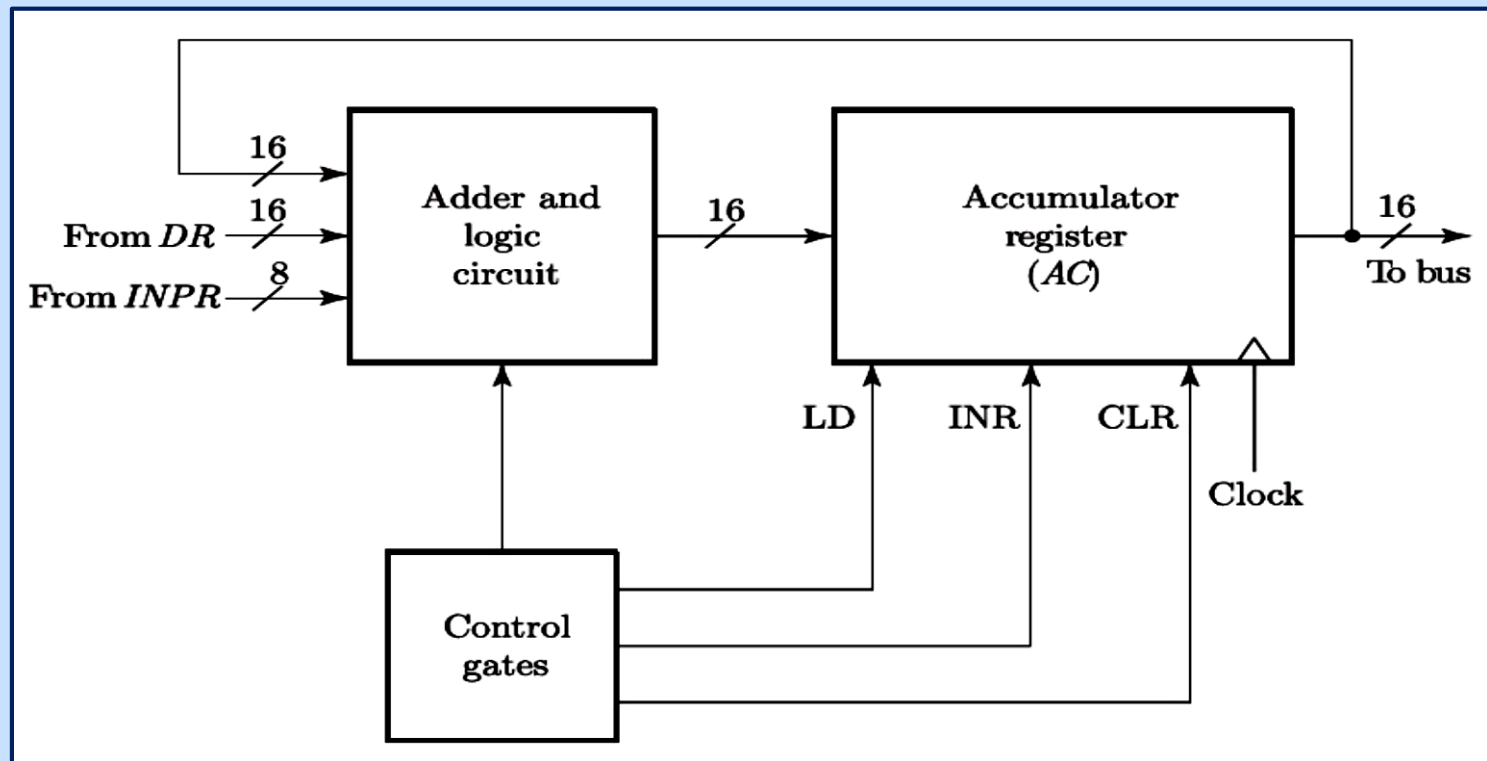 16
Adder and
logic
circuit
16
From DR
8
From INPR
16
Accumulator
register
(AC)
16
To bus
LD
INR
CLR
Clock
Control
gates